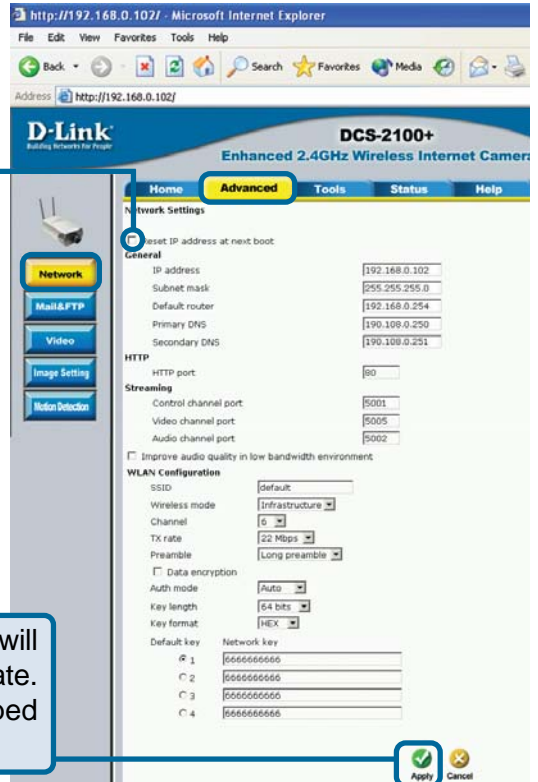 http://192.168.0.102/ - Microsoft Internet Explorer
File Edit View Favorites Tools Help
Back Search Favorites Media
Address http://192.168.0.102/
D-Link
Building Networks for People
DCS-2100+
Enhanced 2.4GHz Wireless Internet Camera
Home Advanced Tools Status Help
Network Settings
Reset IP address at next boot
Network
General
IP address 192.168.0.102
Subnet mask 255.255.255.0
Mail&FTP
Default router 192.168.0.254
Primary DNS 190.108.0.250
Video
Secondary DNS 190.108.0.251
HTTP
Image Setting
HTTP port 80
Streaming
Motion Detection
Control channel port 5001
Video channel port 5005
Audio channel port 5002
Improve audio quality in low bandwidth environment
WLAN Configuration
SSID default
Wireless mode Infrastructure
Channel 6
TX rate 22 Mbps
Preamble Long preamble
Data encryption
Auth mode Auto
Key length 64 bits
Key format HEX
Default key Network key
1 6666666666
2 6666666666
3 6666666666
4 6666666666
will
ate.
ped
Apply Cancel